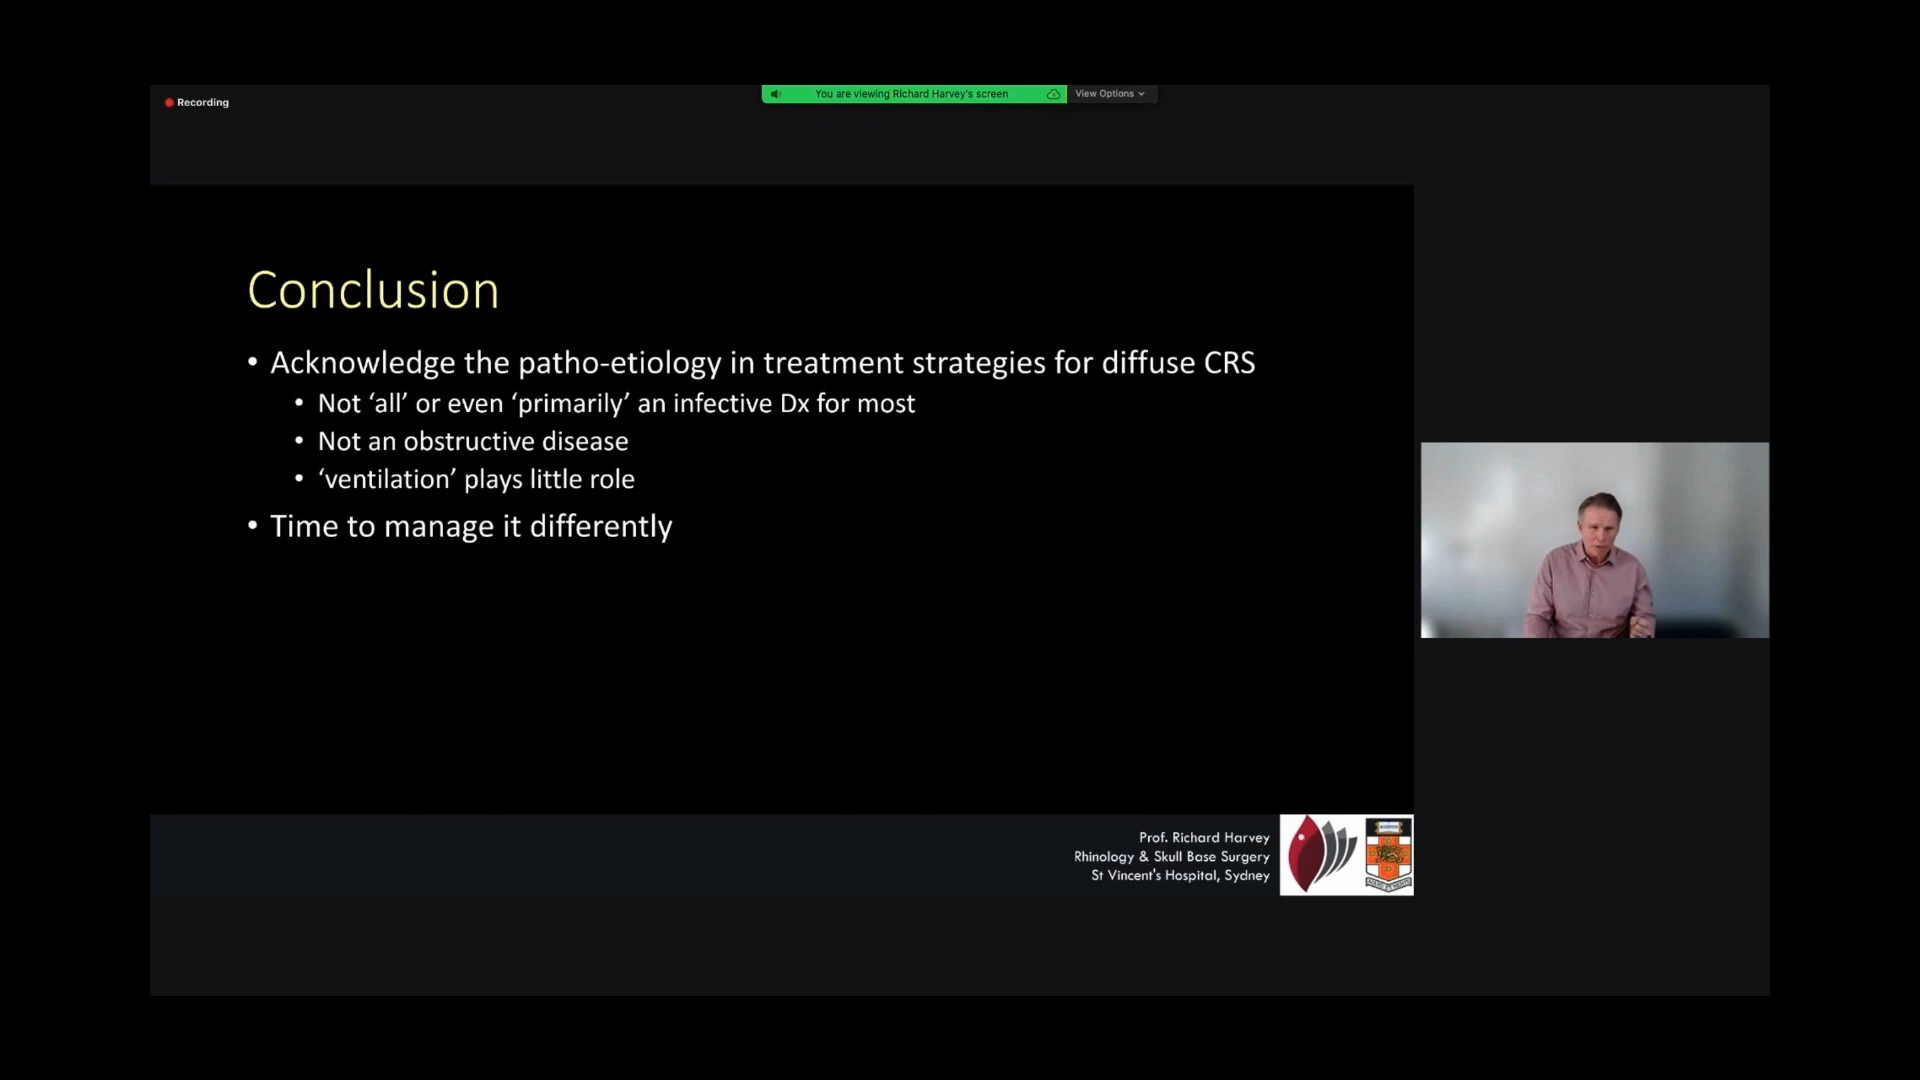 Recording
You are viewing Richard Harvey's screen
View Options
Conclusion
• Acknowledge the patho-etiology in treatment strategies for diffuse CRS
• Not ‘all’ or even ‘primarily’ an infective Dx for most
• Not an obstructive disease
• ‘ventilation’ plays little role
• Time to manage it differently
Prof. Richard Harvey
Rhinology & Skull Base Surgery
St Vincent's Hospital, Sydney